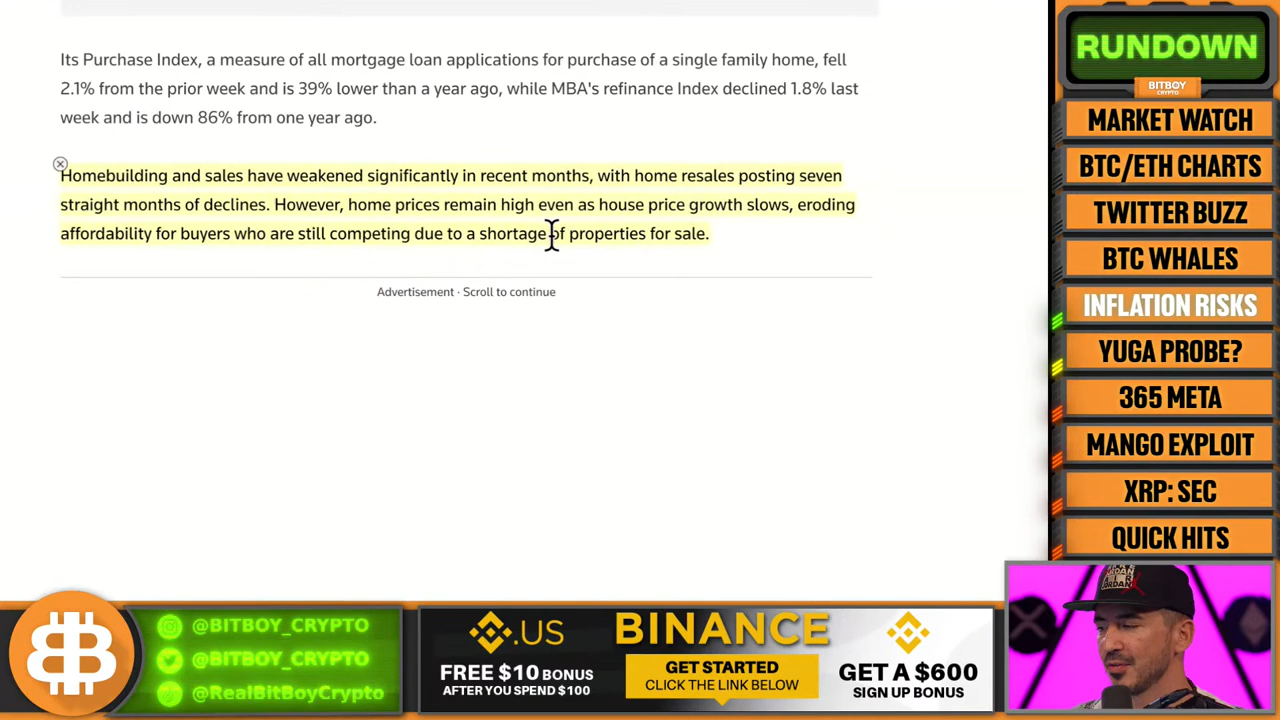 Its Purchase Index, a measure of all mortgage loan applications for purchase of a single family home, fell
2.1% from the prior week and is 39% lower than a year ago, while MBA's refinance Index declined 1.8% last
week and is down 86% from one year ago.
Homebuilding and sales have weakened significantly in recent months, with home resales posting seven
straight months of declines. However, home prices remain high even as house price growth slows, eroding
affordability for buyers who are still competing due to a shortage of properties for sale.
Advertisement · Scroll to continue
RUNDOWN
BITBOY
CRYPTO
MARKET WATCH
BTC/ETH CHARTS
TWITTER BUZZ
BTC WHALES
INFLATION RISKS
YUGA PROBE?
365 META
MANGO EXPLOIT
XRP: SEC
QUICK HITS
@BITBOY_CRYPTO
@BITBOY_CRYPTO
@RealBitBoyCrypto
.US
FREE $10 BONUS
AFTER YOU SPEND $100
BINANCE
GET STARTED
CLICK THE LINK BELOW
GET A $600
SIGN UP BONUS